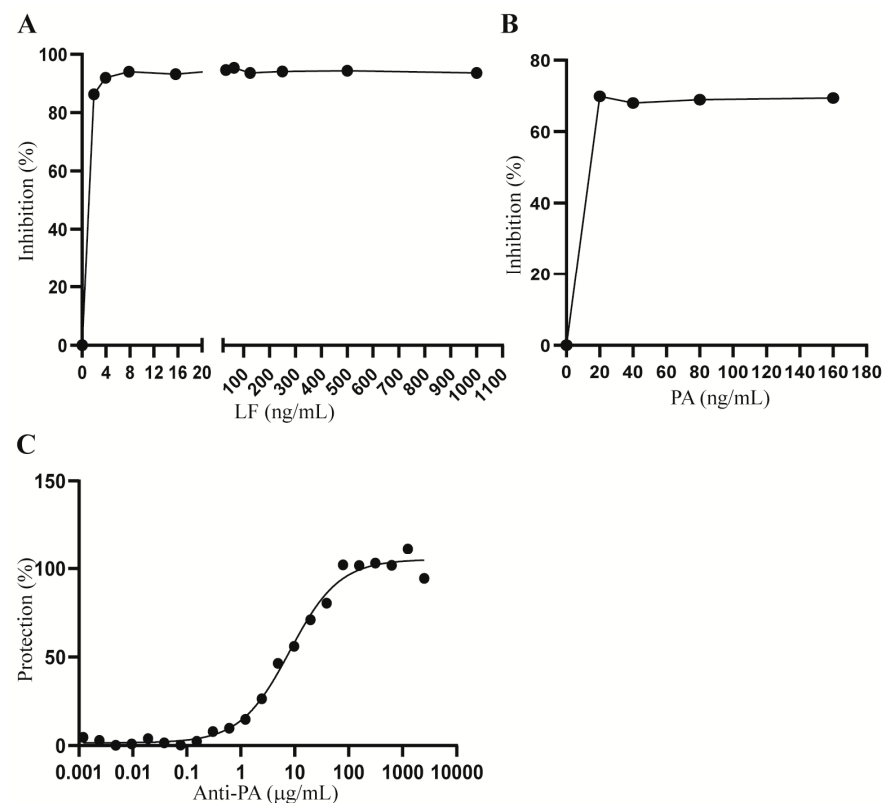 A
Inhibition (%)
100
80
60
40
20
0
0 4 8 12 16 20 100 200 300 400 500 600 700 800 900 1000 1100
LF (ng/mL)
B
Inhibition (%)
80
60
40
20
0
0 20 40 60 80 100 120 140 160 180
PA (ng/mL)
C
Protection (%)
150
100
50
0
0.001 0.01 0.1 1 10 100 1000 10000
Anti-PA (μg/mL)